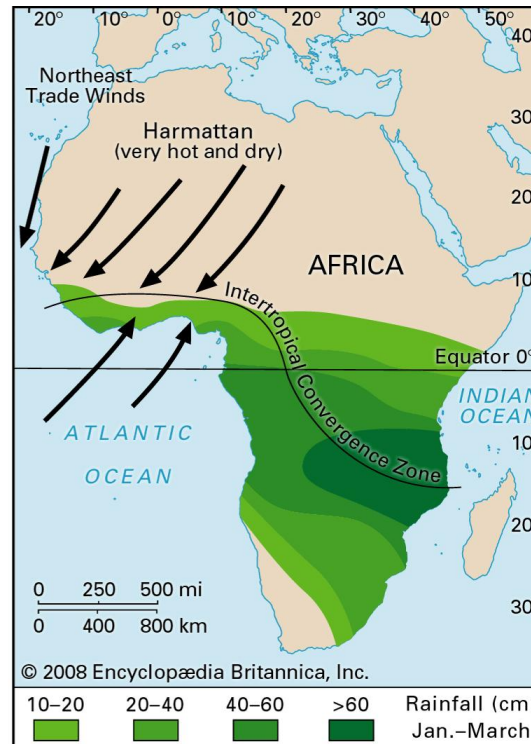 20° 10° 0° 10° 20° 30° 40° 50°
40
Northeast
Trade Winds
Harmattan
(very hot and dry)
30
20
AFRICA
10
Intertropical Convergence Zone
Equator 0°
INDIAN
OCEAN
ATLANTIC
OCEAN
10
20
0 250 500 mi
0 400 800 km
30
© 2008 Encyclopædia Britannica, Inc.
10–20 20–40 40–60 >60 Rainfall (cm
Jan.–March